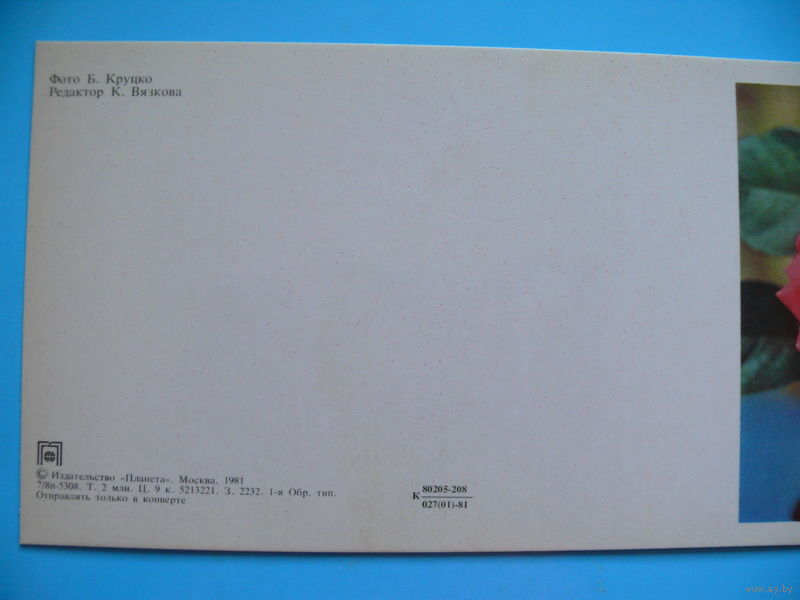 Фото Б. Круцко
Редактор К. Вязкова
© Издательство «Планета». Москва. 1981
7/8п-5308. Т. 2 млн. Ц. 9 к. 5213221. З. 2232. 1-я Обр. тип.
Отправлять только в конверте
К 80205-208
027(01)-81
www.ay.by